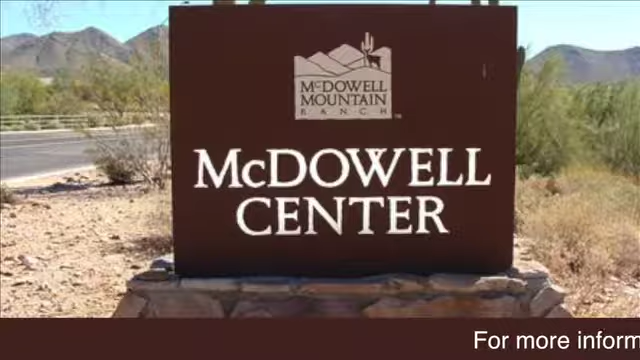 McDOWELL
MOUNTAIN
RANCH
McDOWELL
CENTER
For more inform